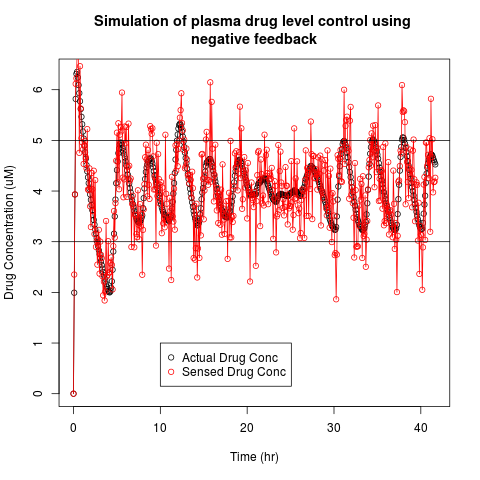 Simulation of plasma drug level control using
negative feedback
Drug Concentration (uM)
6
5
4
3
2
1
0
Actual Drug Conc
Sensed Drug Conc
0 10 20 30 40
Time (hr)